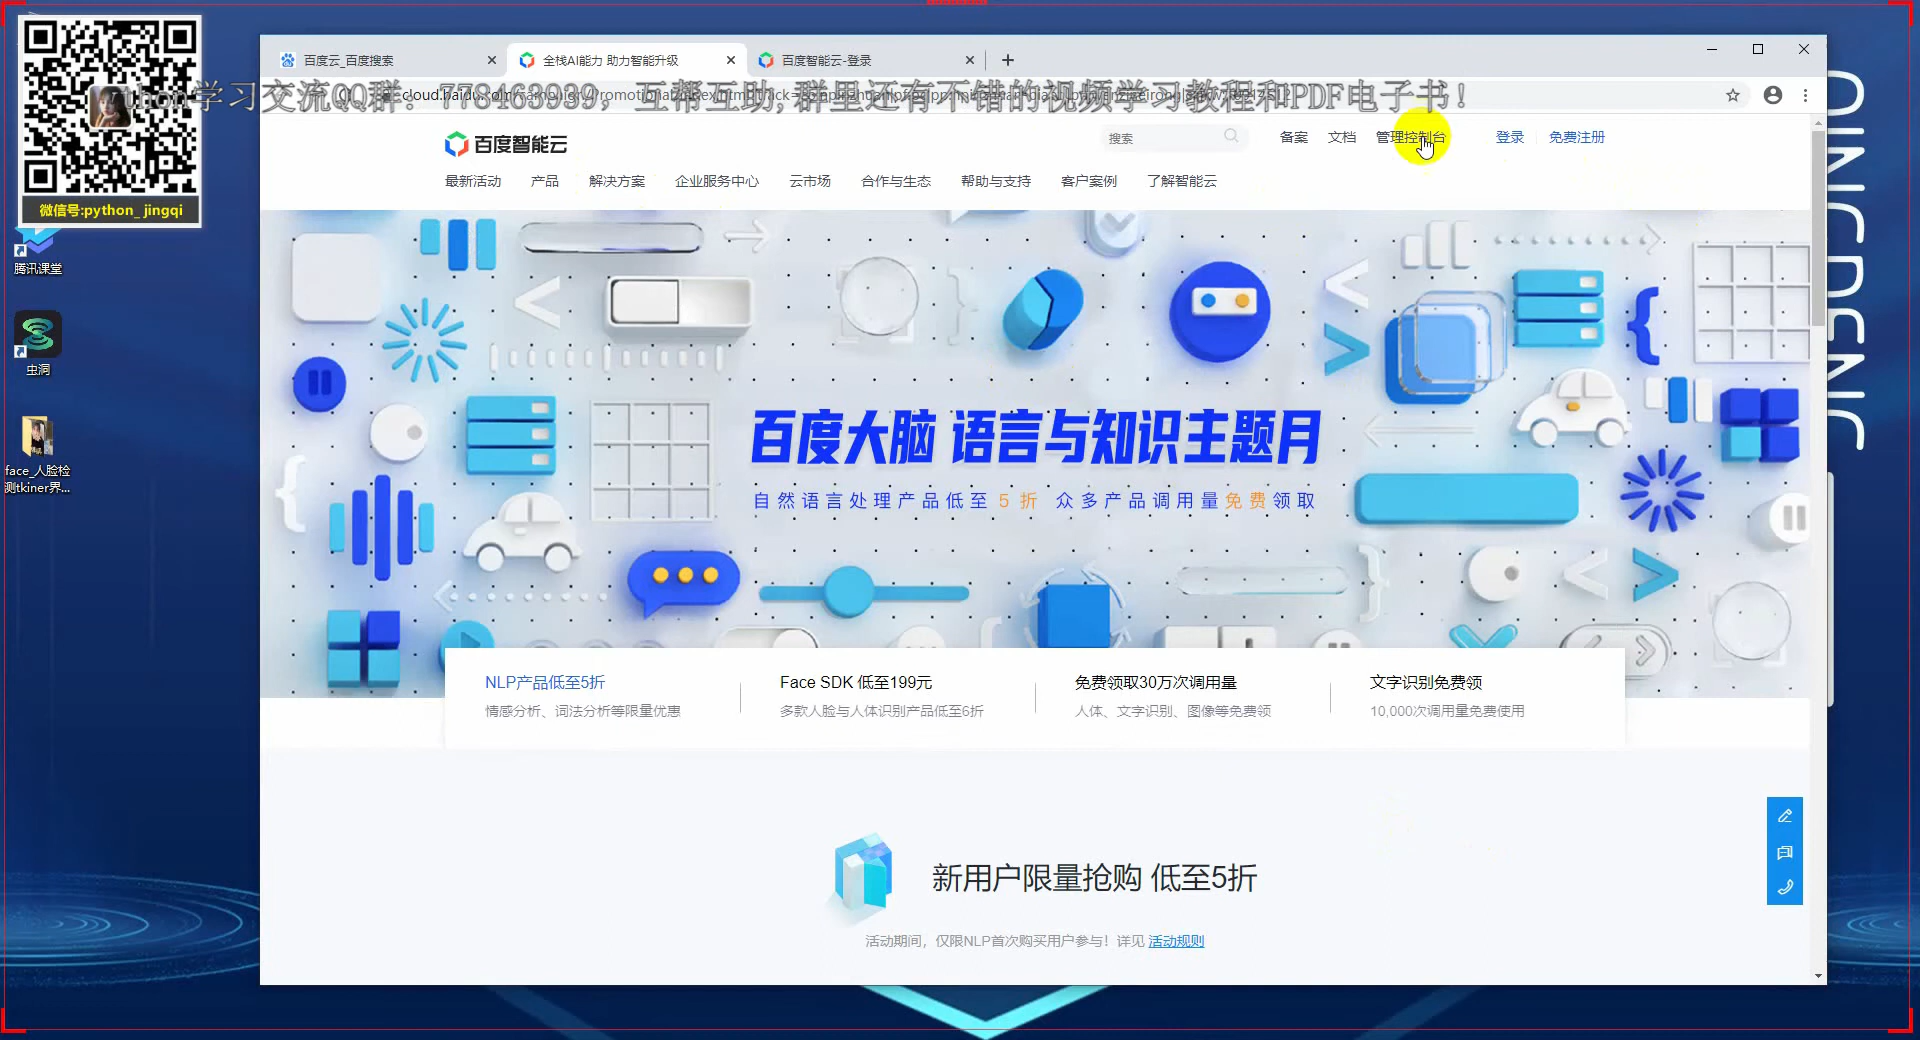 百度云_百度搜索
全栈AI能力 助力智能升级
百度智能云-登录
thon学习交流QQ群：778463939，互帮互助,群里还有不错的视频学习教程和PDF电子书！
cloud.baidu.com
微信号:python_ jingqi
腾讯课堂
虫洞
face_人脸检
测tkiner界...
百度智能云
搜索
备案
文档
管理控制台
登录
免费注册
最新活动
产品
解决方案
企业服务中心
云市场
合作与生态
帮助与支持
客户案例
了解智能云
百度大脑 语言与知识主题月
自然语言处理产品低至 5 折 众多产品调用量免费领取
NLP产品低至5折
情感分析、词法分析等限量优惠
Face SDK 低至199元
多款人脸与人体识别产品低至6折
免费领取30万次调用量
人体、文字识别、图像等免费领
文字识别免费领
10,000次调用量免费使用
新用户限量抢购 低至5折
活动期间，仅限NLP首次购买用户参与！详见 活动规则